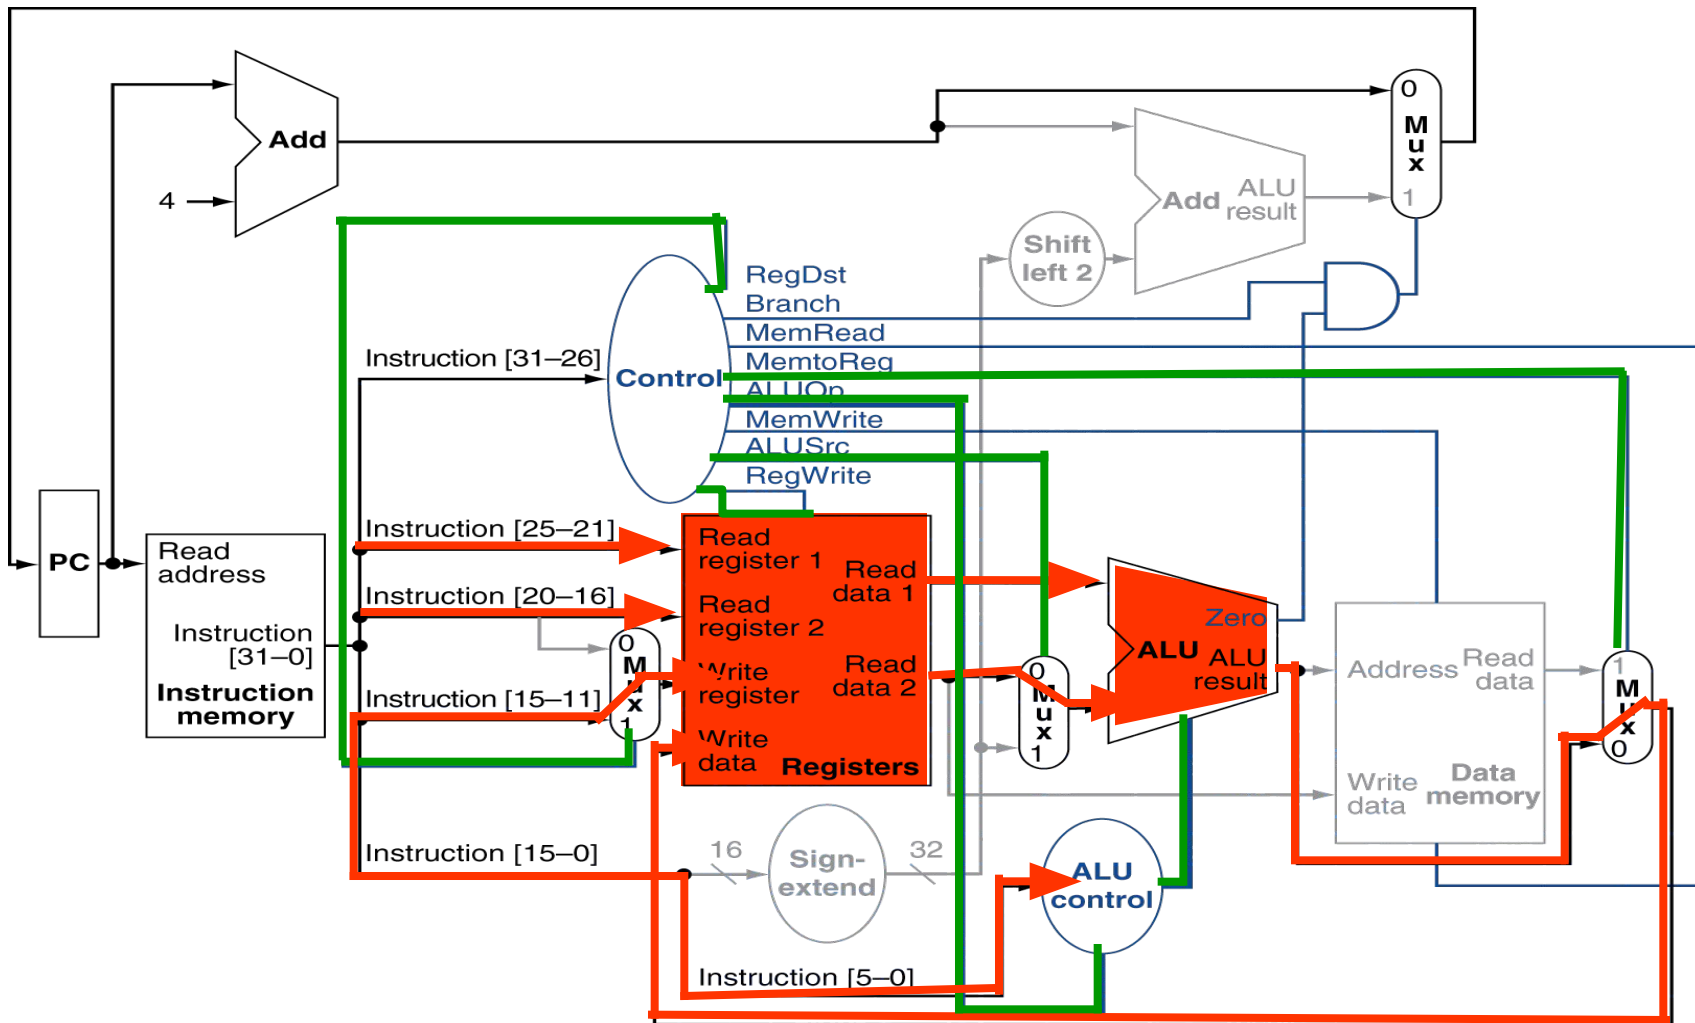 0
Mux
1
Add
4
Add
ALU
result
Shift
left 2
RegDst
Branch
MemRead
MemtoReg
ALUOp
MemWrite
ALUSrc
RegWrite
Control
Instruction [31–26]
Instruction [25–21]
Instruction [20–16]
Instruction [15–11]
Instruction [15–0]
Instruction [5–0]
PC
Read
address
Instruction
[31–0]
Instruction
memory
0
Mux
1
Read
register 1
Read
register 2
Write
register
Write
data
Read
data 1
Read
data 2
Registers
0
Mux
1
Zero
ALU
ALU
result
Address
Read
data
Write
data
Data
memory
1
Mux
0
16
Sign-
extend
32
ALU
control